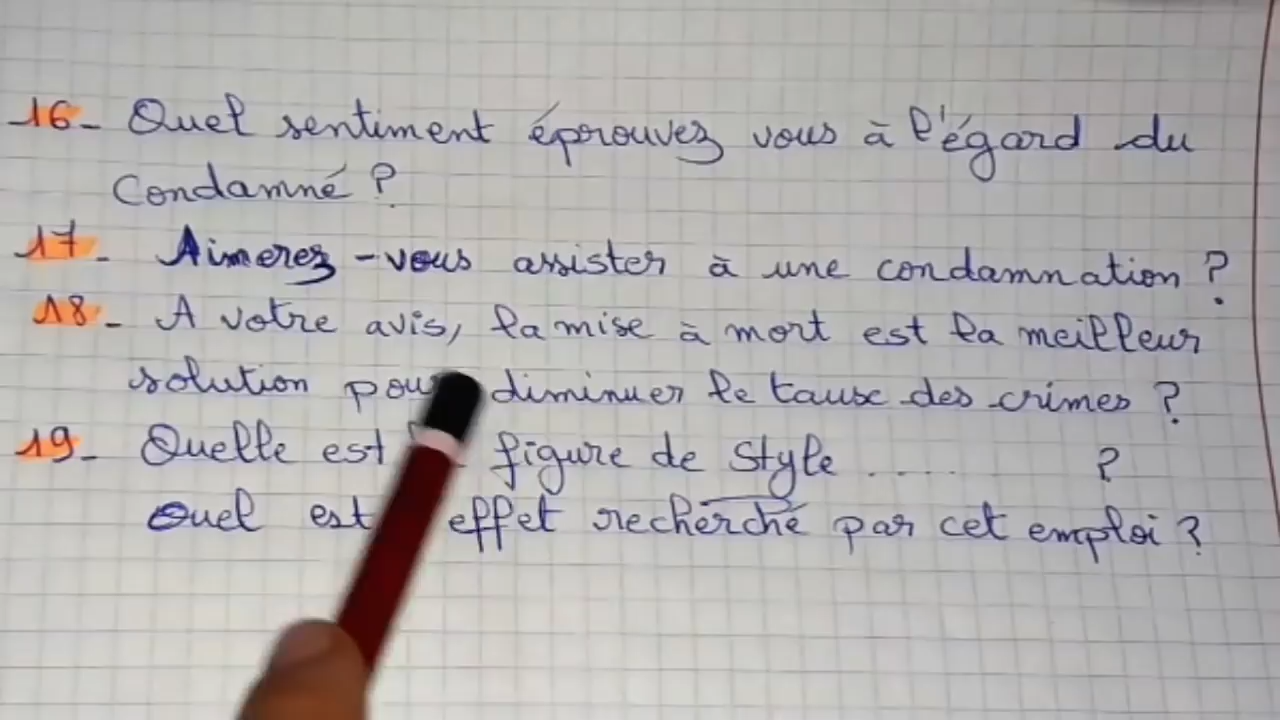 16- Quel sentiment éprouvez vous à l'égard du
Condamné ?
17- Aimerez-vous assister à une condamnation ?
18- A votre avis, la mise à mort est la meilleur
solution pour diminuer le taux des crimes ?
19- Quelle est figure de style ..... ?
Quel est effet recherché par cet emploi ?